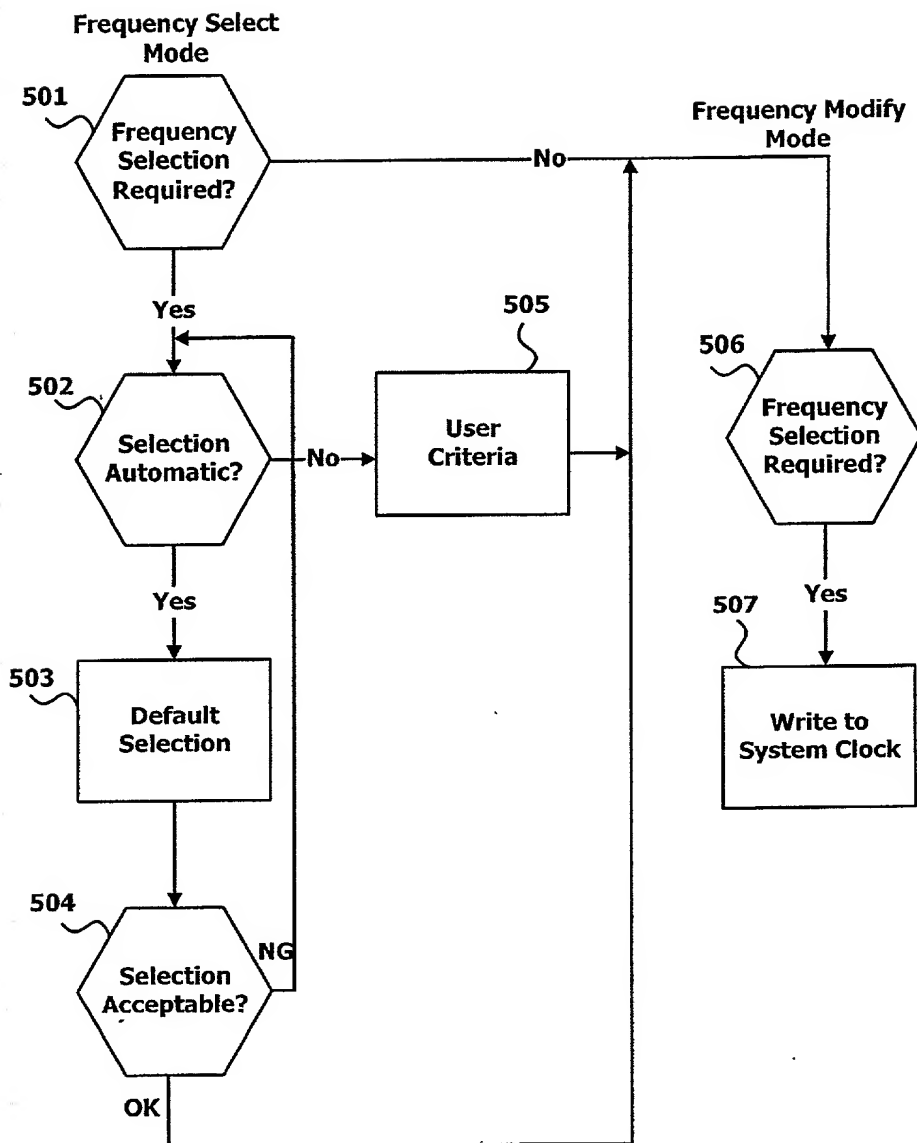 Frequency Select
Mode
501
Frequency
Selection
Required?
No
Frequency Modify
Mode
Yes
505
506
502
Selection
Automatic?
No
User
Criteria
Frequency
Selection
Required?
Yes
Yes
507
503
Default
Selection
Write to
System Clock
504
NG
Selection
Acceptable?
OK